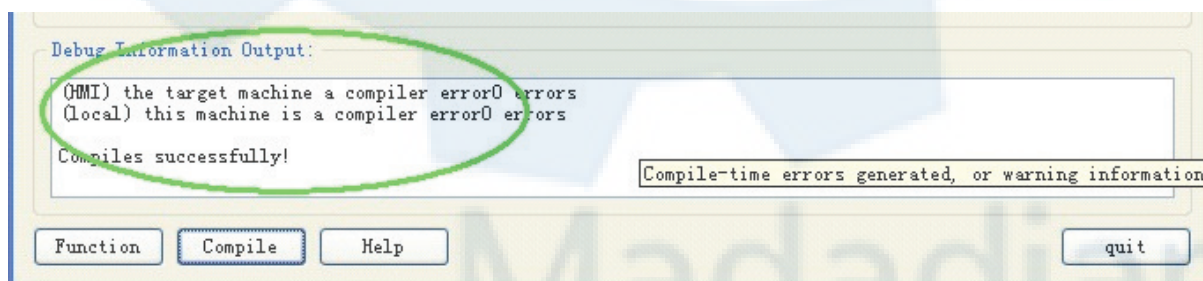 Debug Information Output:
(HMI) the target machine a compiler error0 errors
(local) this machine is a compiler error0 errors
Compiles successfully!
Compile-time errors generated, or warning information
Function Compile Help quit